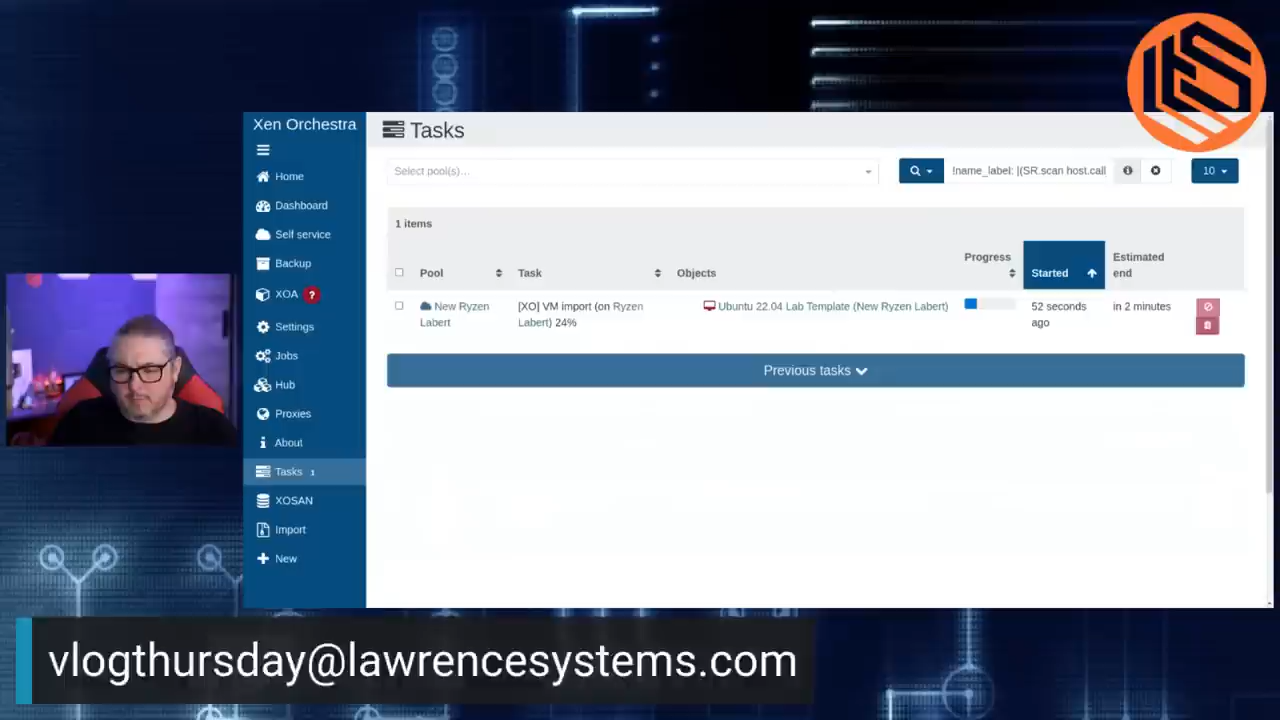 Xen Orchestra
Home
Dashboard
Self service
Backup
XOA ?
Settings
Jobs
Hub
Proxies
About
Tasks 1
XOSAN
Import
New
Tasks
Select pool(s)...
!name_label: |(SR.scan host.call
10
1 items
Pool
Task
Objects
Progress
Started
Estimated
end
New Ryzen
Labert
[XO] VM import (on Ryzen
Labert) 24%
Ubuntu 22.04 Lab Template (New Ryzen Labert)
52 seconds
ago
in 2 minutes
Previous tasks
vlogthursday@lawrencesystems.com